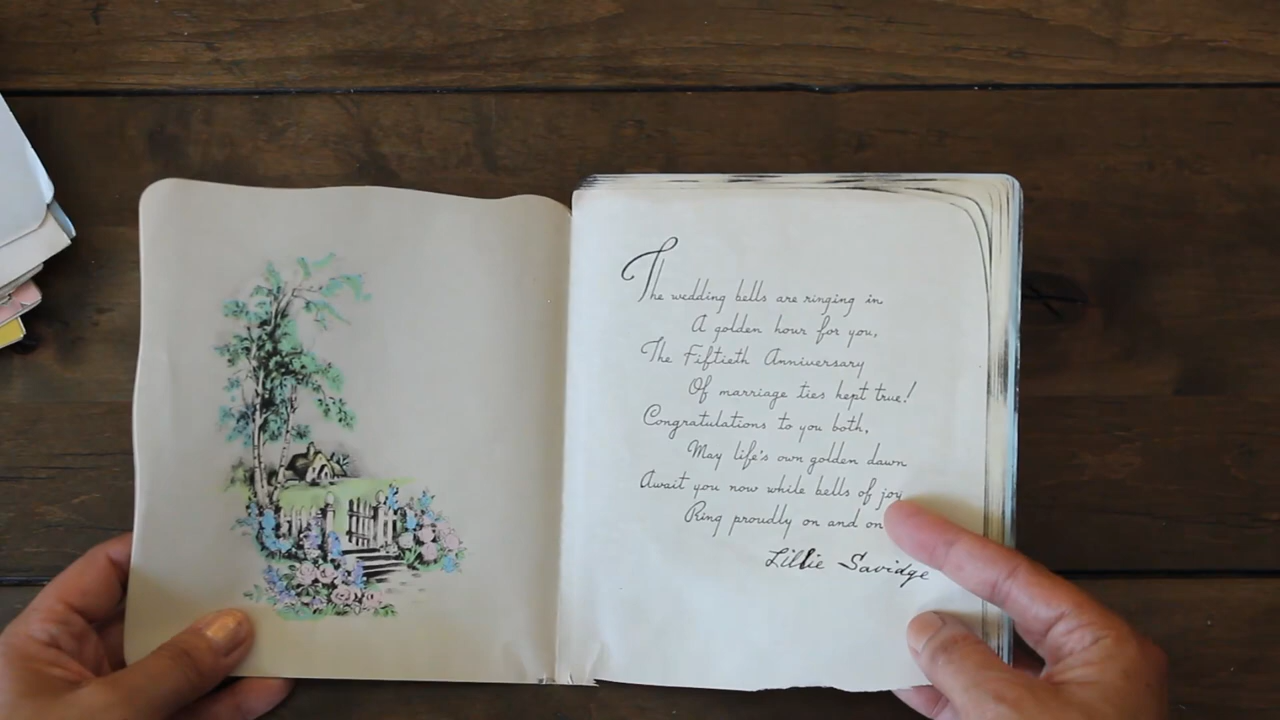 The wedding bells are ringing in
A golden hour for you,
The Fiftieth Anniversary
Of marriage ties kept true!
Congratulations to you both,
May life's own golden dawn
Await you now while bells of joy
Ring proudly on and on
Lillie Savidge